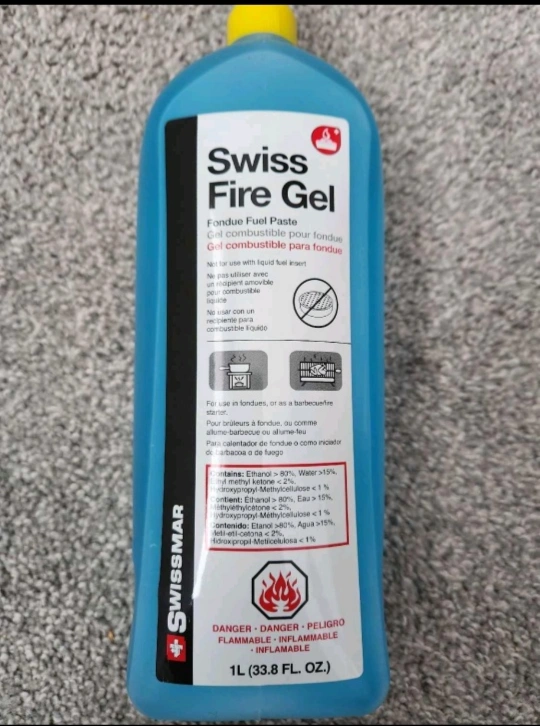 Swiss
Fire Gel
Fondue Fuel Paste
Gel combustible pour fondue
Gel combustible para fondue
Not for use with liquid fuel insert
Ne pas utiliser avec
un récipient amovible
pour combustible
liquide
No usar con un
recipiente para
combustible líquido
For use in fondues, or as a barbecue/fire
starter.
Pour brûleurs à fondue, ou comme
allume-barbecue ou allume-feu
Para calentador de fondue o como iniciador
de barbacoa o de fuego
Contains: Ethanol > 80%, Water >15%,
Ethyl methyl ketone < 2%,
Hydroxypropyl-Methylcellulose < 1 %
Contient: Éthanol > 80%, Eau > 15%,
Méthyléthylcétone < 2%,
Hydroxypropyl-Méthylcellulose < 1 %
Contenido: Etanol >80%, Agua >15%,
Metil-etil-cetona < 2%,
Hidroxipropil-Metilcelulosa < 1%
SWISSMAR
DANGER · DANGER · PELIGRO
FLAMMABLE · INFLAMMABLE
· INFLAMABLE
1L (33.8 FL. OZ.)